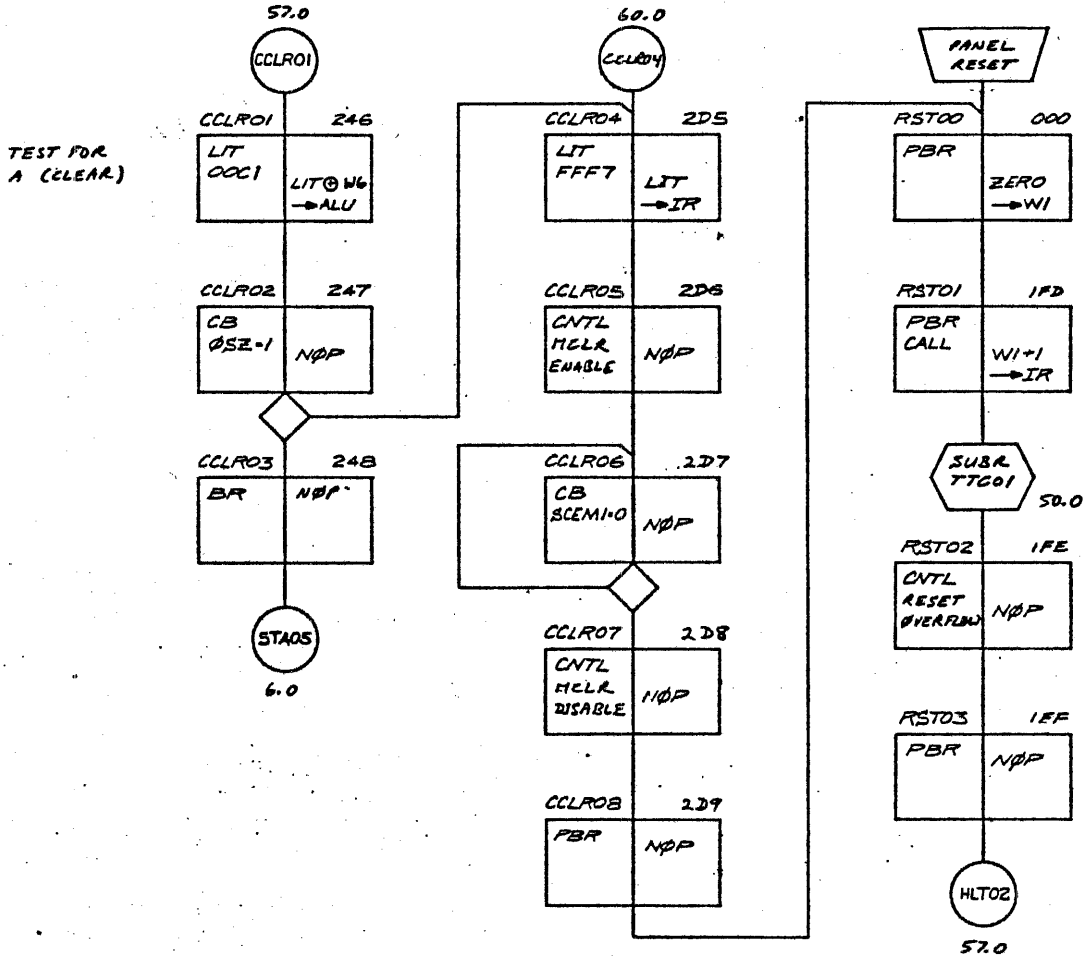 57.0
CCLR01
TEST FOR
A (CLEAR)
CCLR01 246
LIT
00C1
LIT ⊕ W6
→ALU
CCLR02 247
CB
ØSZ=1
NØP
CCLR03 248
BR
NØP
STA05
6.0
60.0
CCLR04
CCLR04 2D5
LIT
FFF7
LIT
→IR
CCLR05 2D6
CNTL
MCLR
ENABLE
NØP
CCLR06 2D7
CB
SCEM1=0
NØP
CCLR07 2D8
CNTL
MCLR
DISABLE
NØP
CCLR08 2D9
PBR
NØP
PANEL
RESET
RST00 000
PBR
ZERO
→W1
RST01 1FD
PBR
CALL
W1+1
→IR
SUBR
TTC01
50.0
RST02 1FE
CNTL
RESET
ØVERFLØW
NØP
RST03 1FF
PBR
NØP
HLT02
57.0